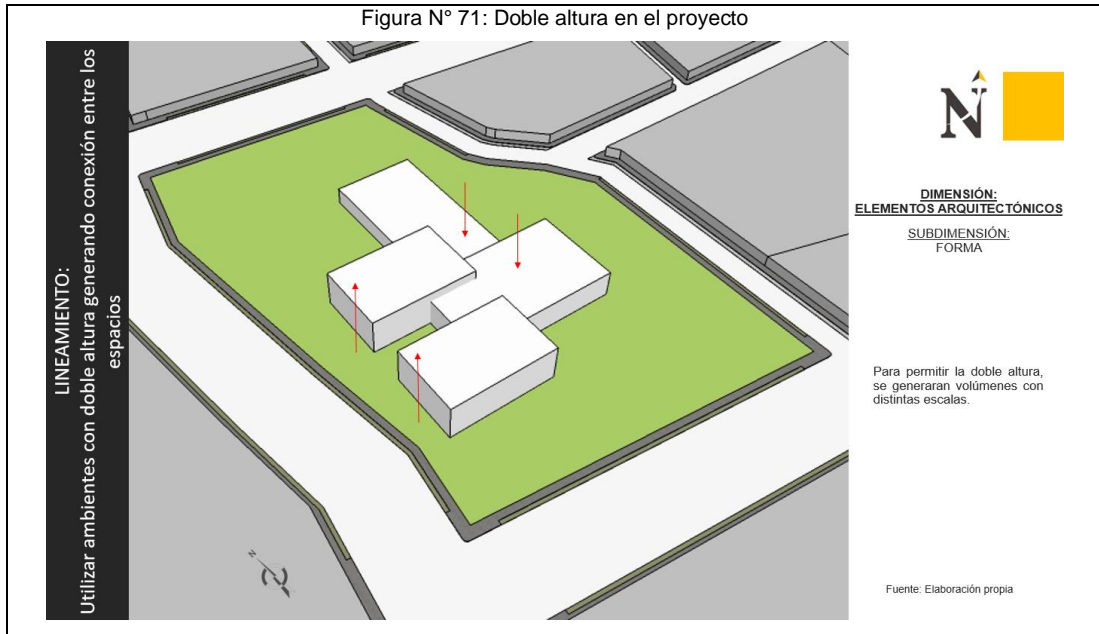 Figura N° 71: Doble altura en el proyecto
LINEAMIENTO:
Utilizar ambientes con doble altura generando conexión entre los
espacios
N
DIMENSIÓN:
ELEMENTOS ARQUITECTÓNICOS
SUBDIMENSIÓN:
FORMA
Para permitir la doble altura,
se generaran volúmenes con
distintas escalas.
N
Fuente: Elaboración propia